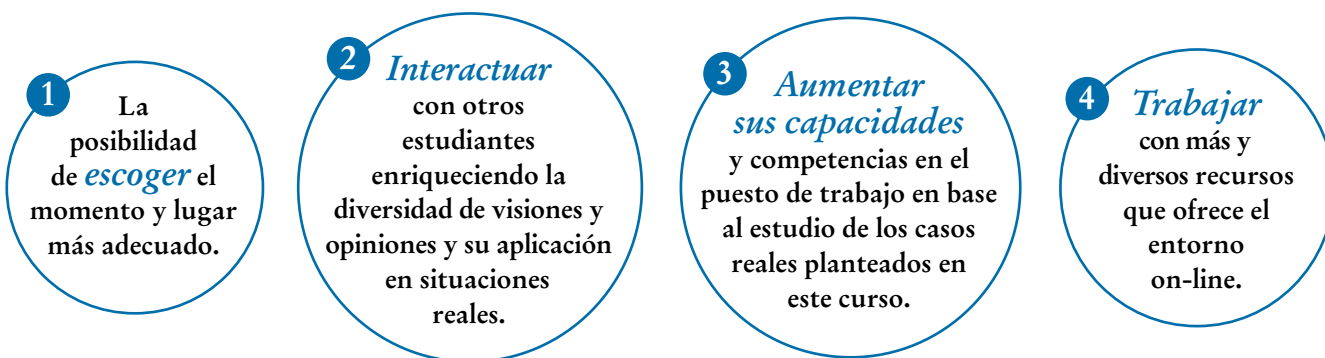 1
La
posibilidad
de escoger el
momento y lugar
más adecuado.
2
Interactuar
con otros
estudiantes
enriqueciendo la
diversidad de visiones y
opiniones y su aplicación
en situaciones
reales.
3
Aumentar
sus capacidades
y competencias en el
puesto de trabajo en base
al estudio de los casos
reales planteados en
este curso.
4
Trabajar
con más y
diversos recursos
que ofrece el
entorno
on-line.